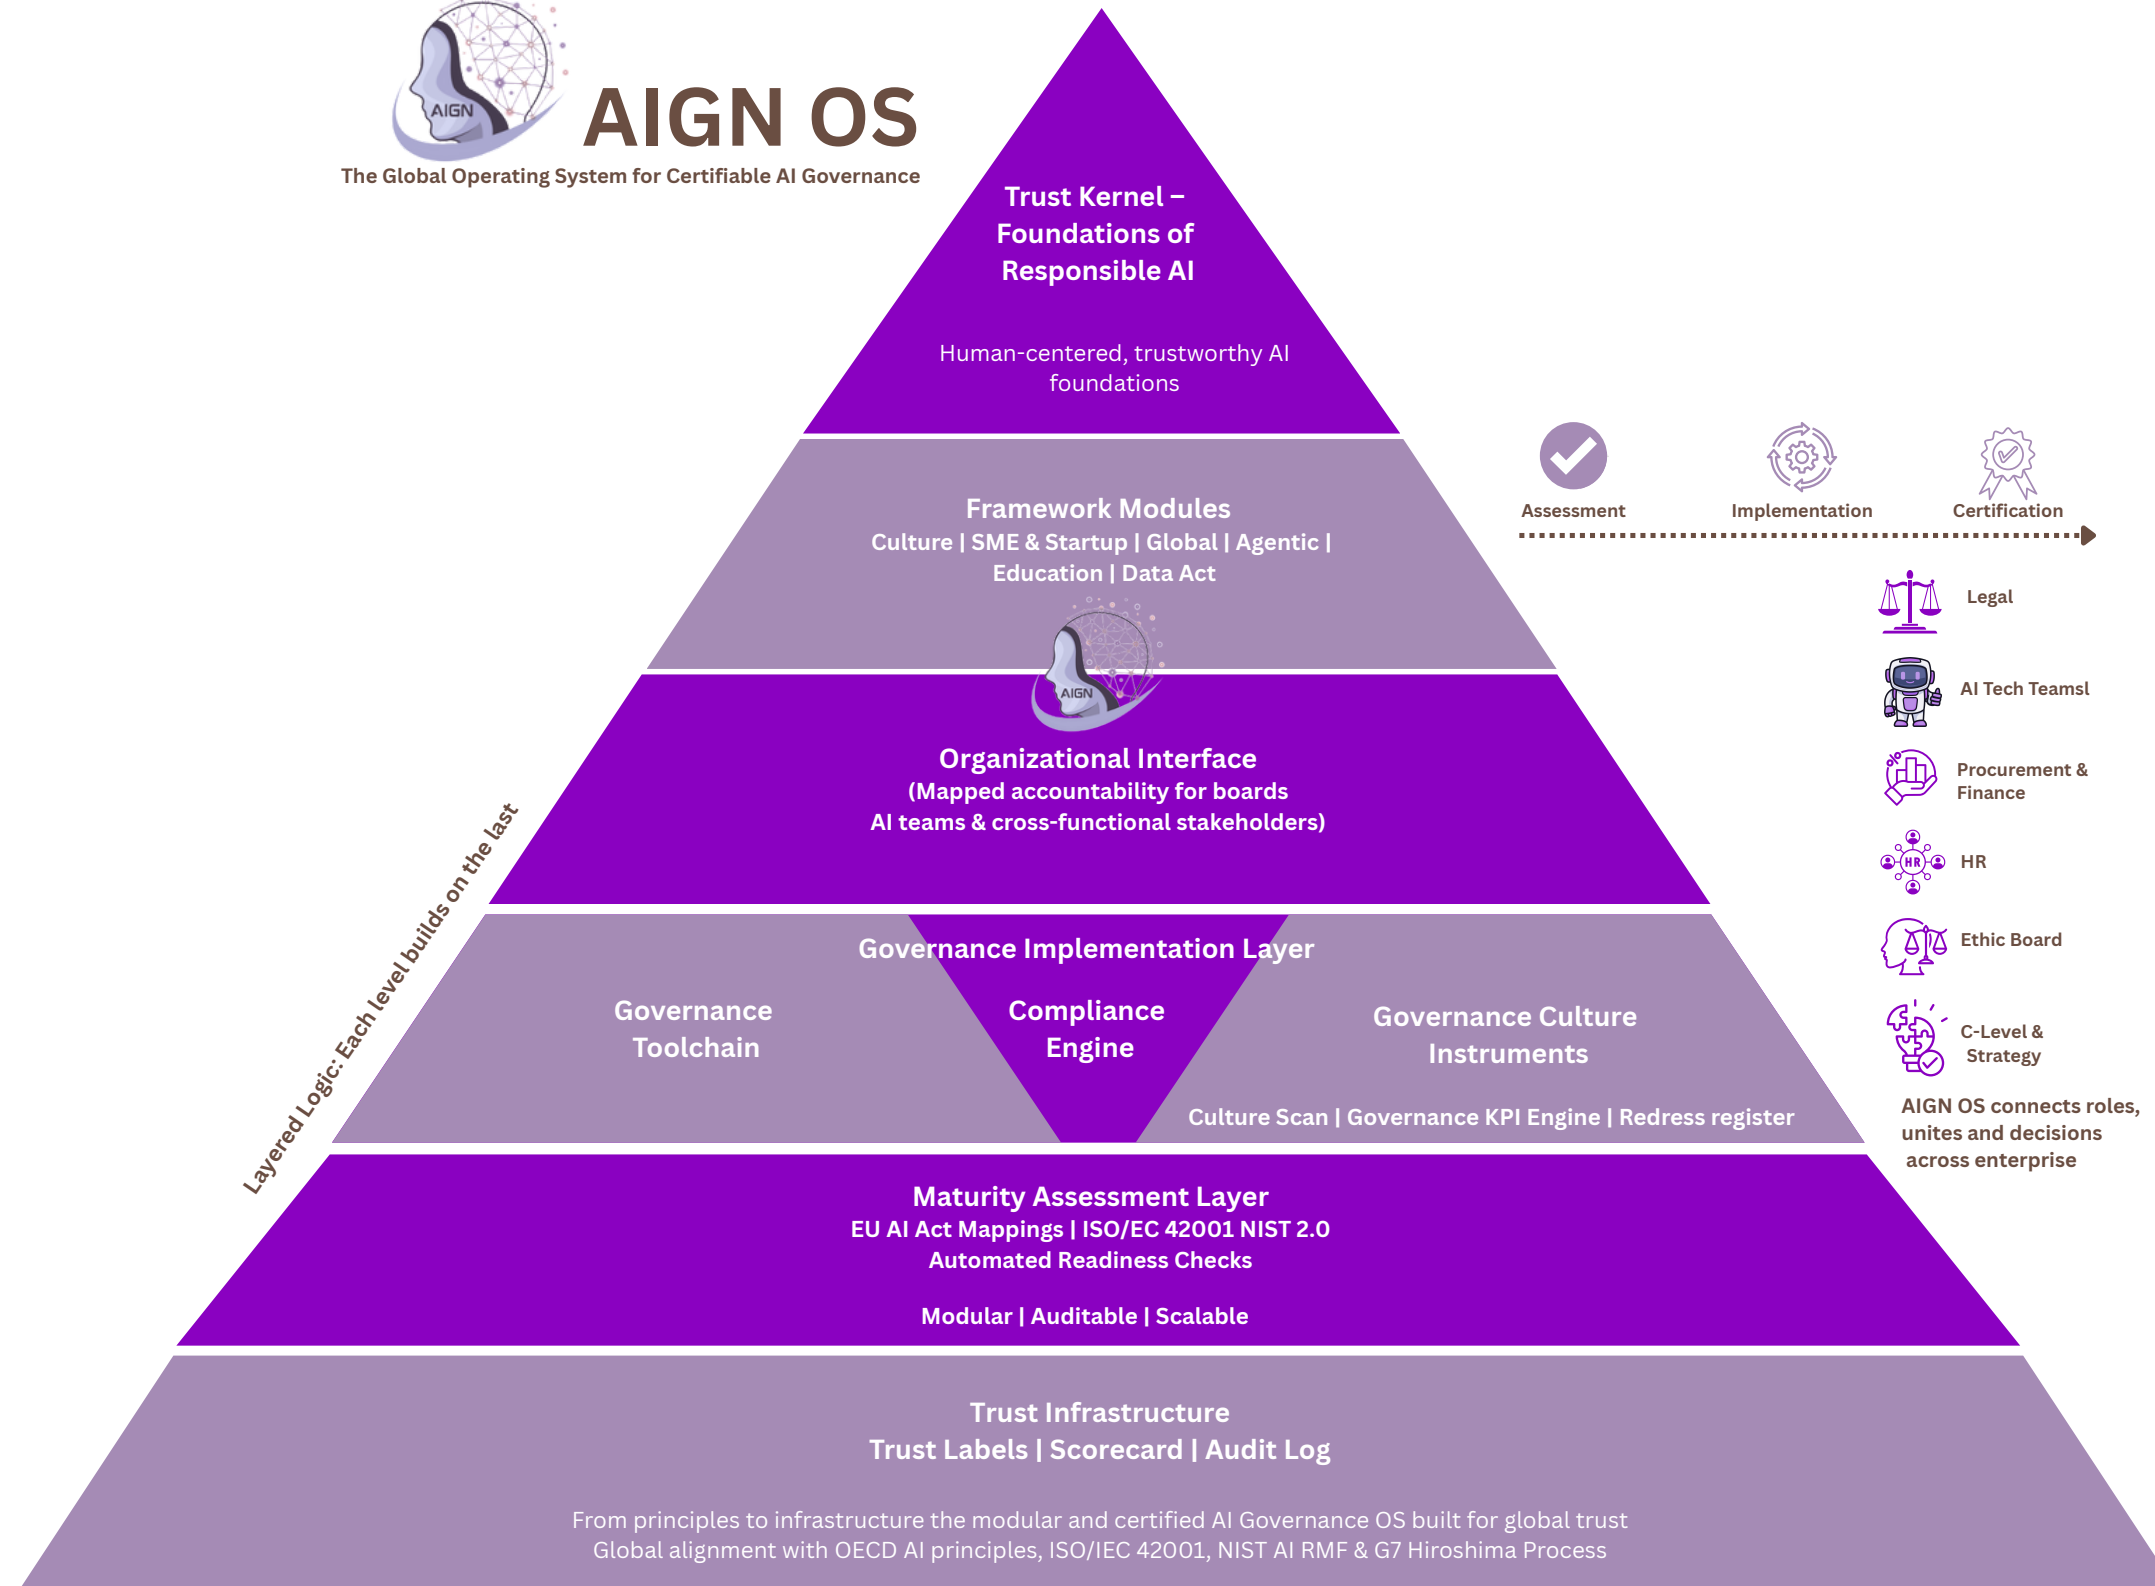 AIGN
AIGN OS
The Global Operating System for Certifiable AI Governance
Trust Kernel –
Foundations of
Responsible AI
Human-centered, trustworthy AI
foundations
Framework Modules
Culture | SME & Startup | Global | Agentic |
Education | Data Act
AIGN
Organizational Interface
(Mapped accountability for boards
AI teams & cross-functional stakeholders)
Layered Logic: Each level builds on the last
Governance Implementation Layer
Governance
Toolchain
Compliance
Engine
Governance Culture
Instruments
Culture Scan | Governance KPI Engine | Redress register
Maturity Assessment Layer
EU AI Act Mappings | ISO/EC 42001 NIST 2.0
Automated Readiness Checks
Modular | Auditable | Scalable
Trust Infrastructure
Trust Labels | Scorecard | Audit Log
From principles to infrastructure the modular and certified AI Governance OS built for global trust
Global alignment with OECD AI principles, ISO/IEC 42001, NIST AI RMF & G7 Hiroshima Process
Assessment
Implementation
Certification
Legal
AI Tech Teamsl
%
Procurement &
Finance
HR
HR
Ethic Board
C-Level &
Strategy
AIGN OS connects roles,
unites and decisions
across enterprise